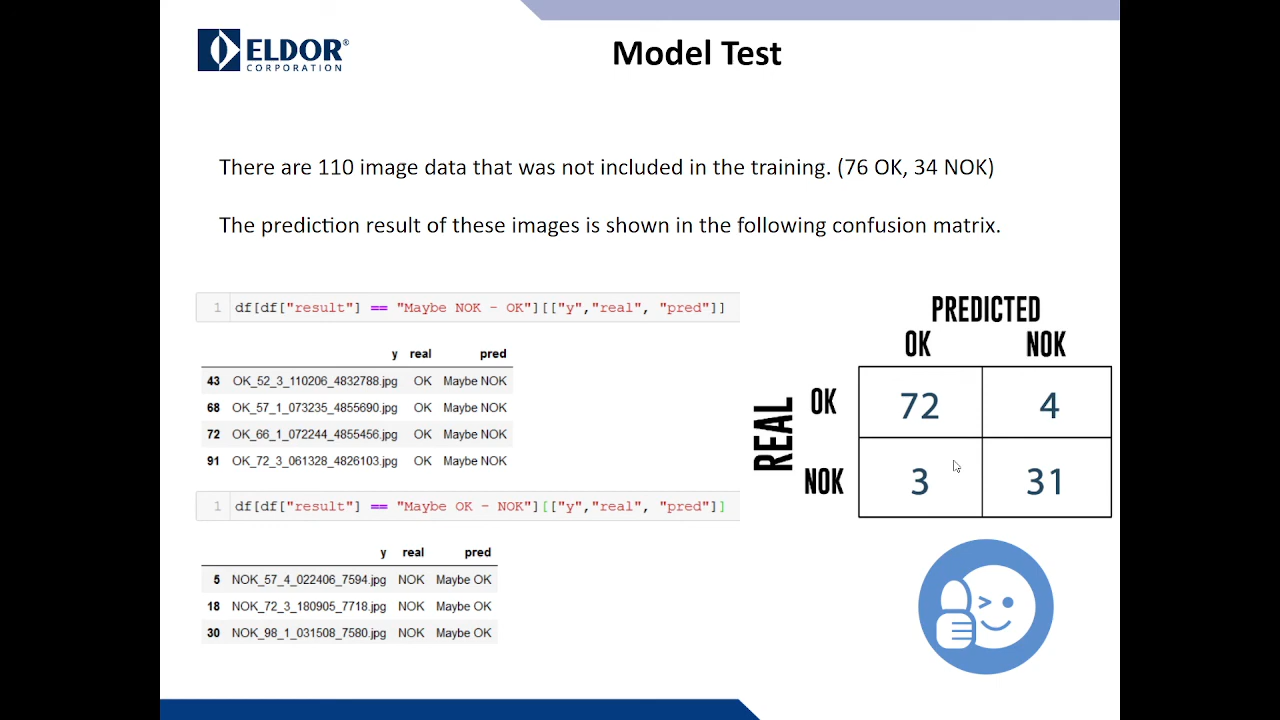 ELDOR®
CORPORATION
Model Test
There are 110 image data that was not included in the training. (76 OK, 34 NOK)
The prediction result of these images is shown in the following confusion matrix.
1 df[df["result"] == "Maybe NOK - OK"][["y","real", "pred"]]
y real pred
43 OK_52_3_110206_4832788.jpg OK Maybe NOK
68 OK_57_1_073235_4855690.jpg OK Maybe NOK
72 OK_66_1_072244_4855456.jpg OK Maybe NOK
91 OK_72_3_061328_4826103.jpg OK Maybe NOK
1 df[df["result"] == "Maybe OK - NOK"][["y","real", "pred"]]
y real pred
5 NOK_57_4_022406_7594.jpg NOK Maybe OK
18 NOK_72_3_180905_7718.jpg NOK Maybe OK
30 NOK_98_1_031508_7580.jpg NOK Maybe OK
PREDICTED
OK NOK
REAL
OK 72 4
NOK 3 31